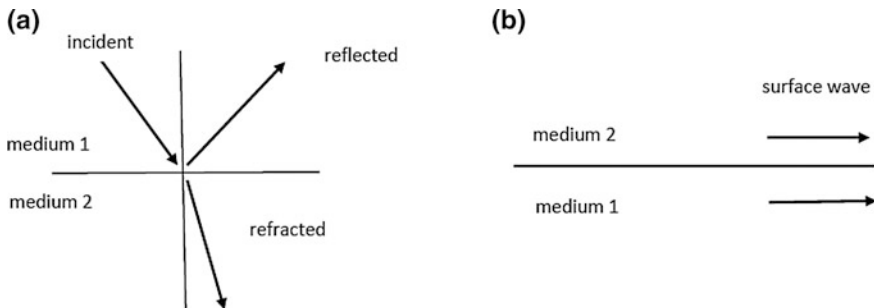 (a)
incident
reflected
medium 1
medium 2
refracted
(b)
surface wave
medium 2
medium 1